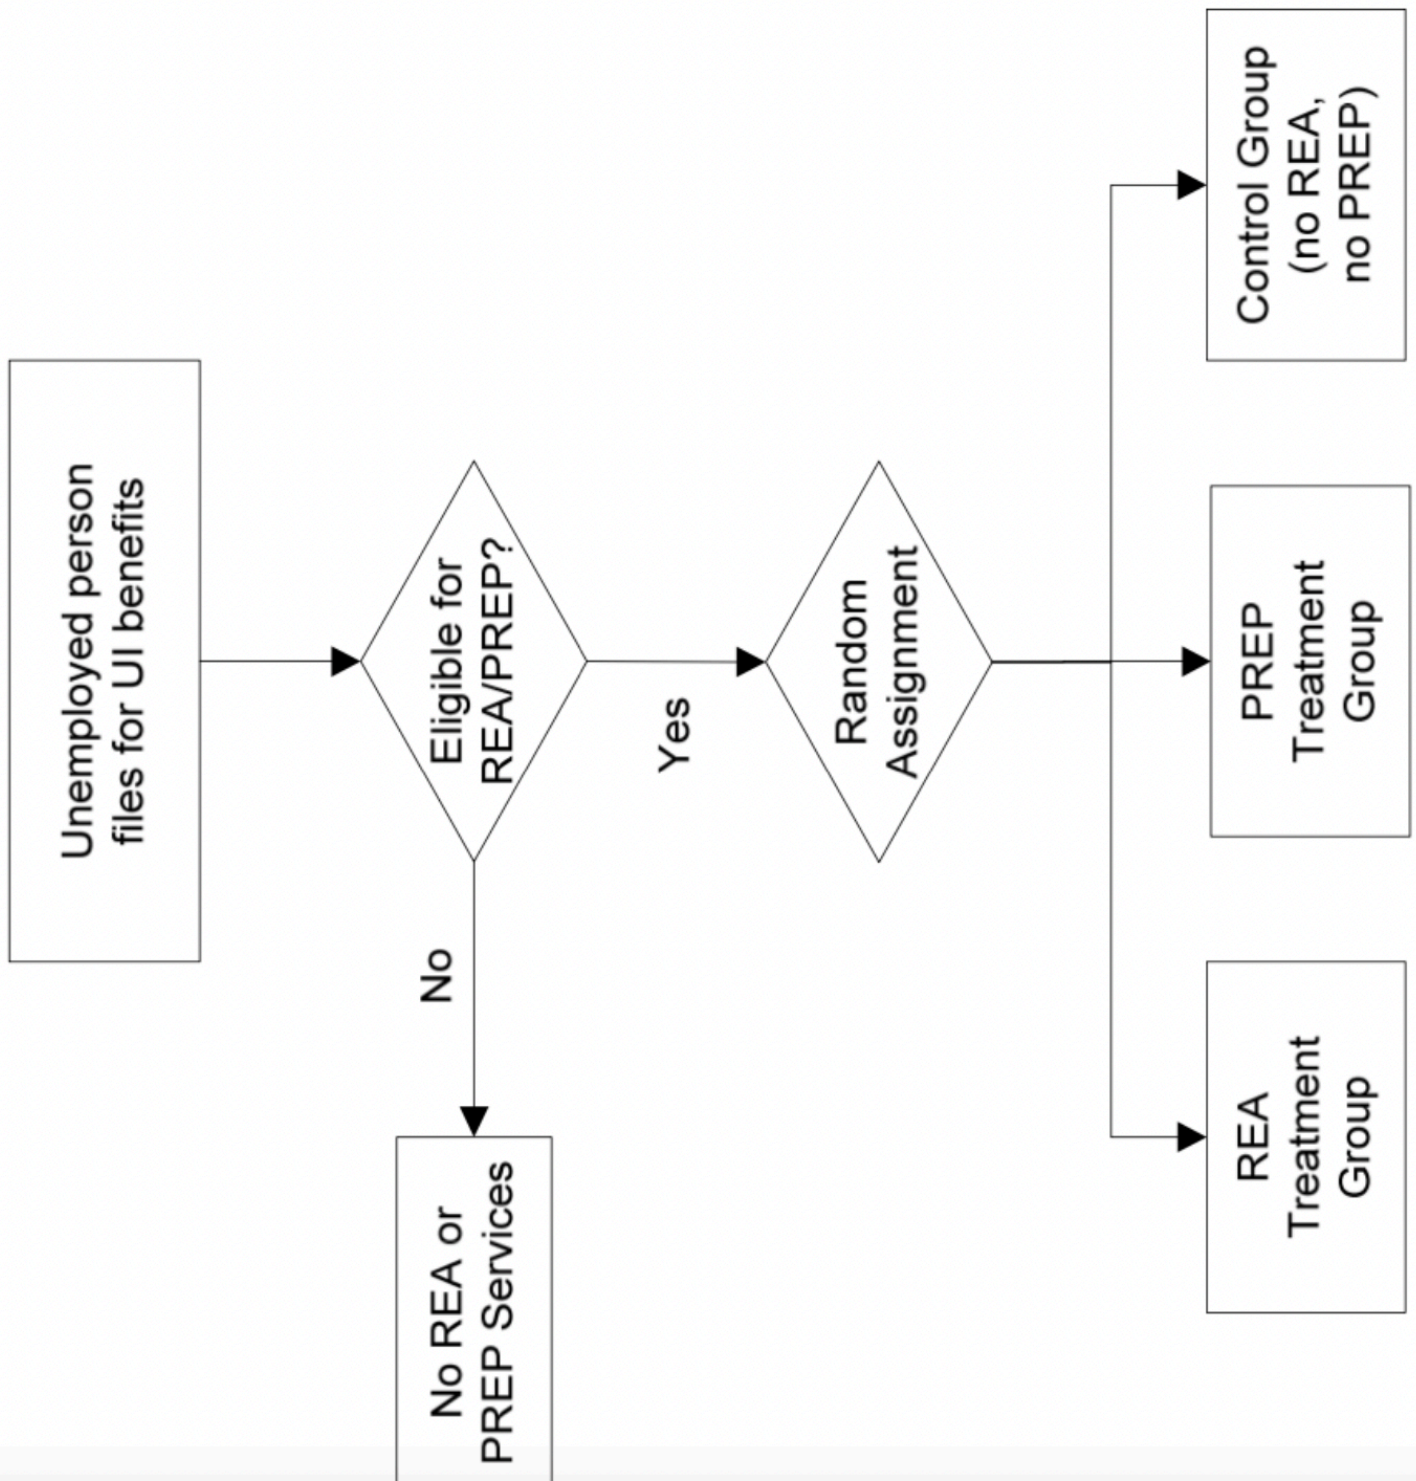 Unemployed person
files for UI benefits
Eligible for
REA/PREP?
No
No REA or
PREP Services
Yes
Random
Assignment
REA
Treatment
Group
PREP
Treatment
Group
Control Group
(no REA,
no PREP)